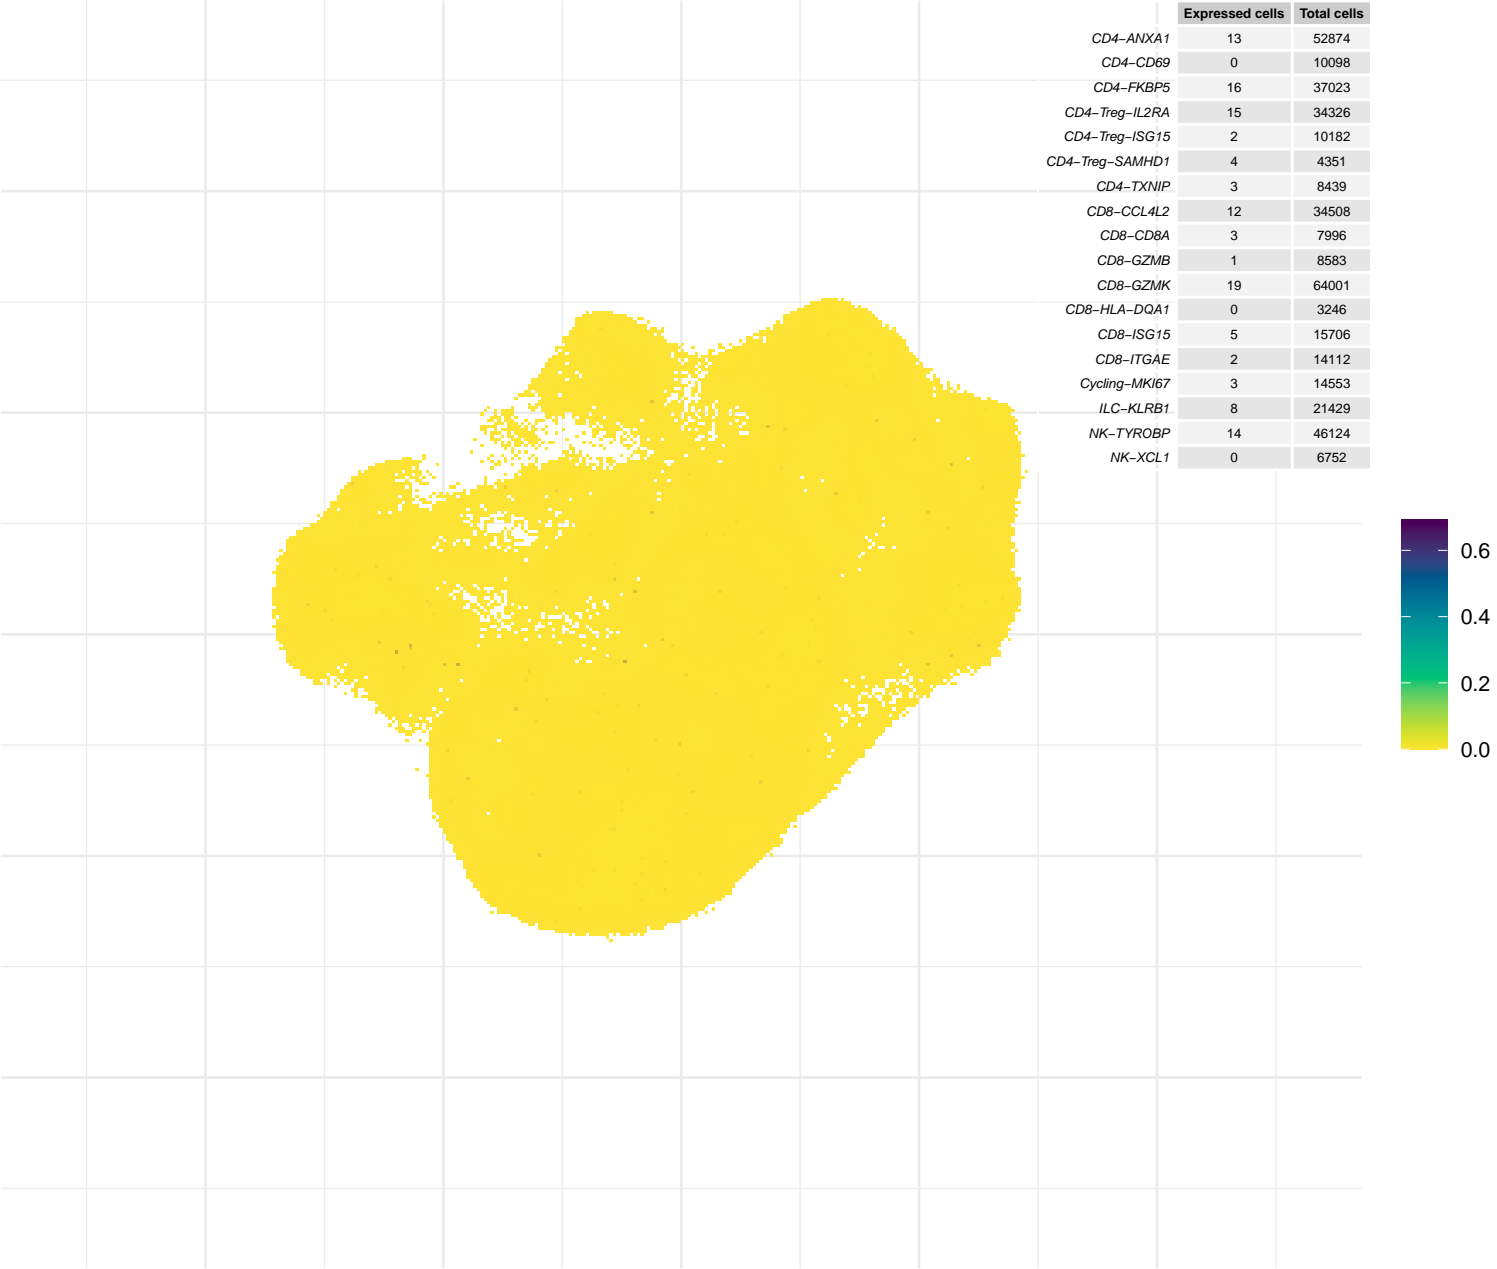 Expressed cells Total cells
CD4−ANXA1 13 52874
CD4−CD69 0 10098
CD4−FKBP5 16 37023
CD4−Treg−IL2RA 15 34326
CD4−Treg−ISG15 2 10182
CD4−Treg−SAMHD1 4 4351
CD4−TXNIP 3 8439
CD8−CCL4L2 12 34508
CD8−CD8A 3 7996
CD8−GZMB 1 8583
CD8−GZMK 19 64001
CD8−HLA−DQA1 0 3246
CD8−ISG15 5 15706
CD8−ITGAE 2 14112
Cycling−MKI67 3 14553
ILC−KLRB1 8 21429
NK−TYROBP 14 46124
NK−XCL1 0 6752
0.6
0.4
0.2
0.0